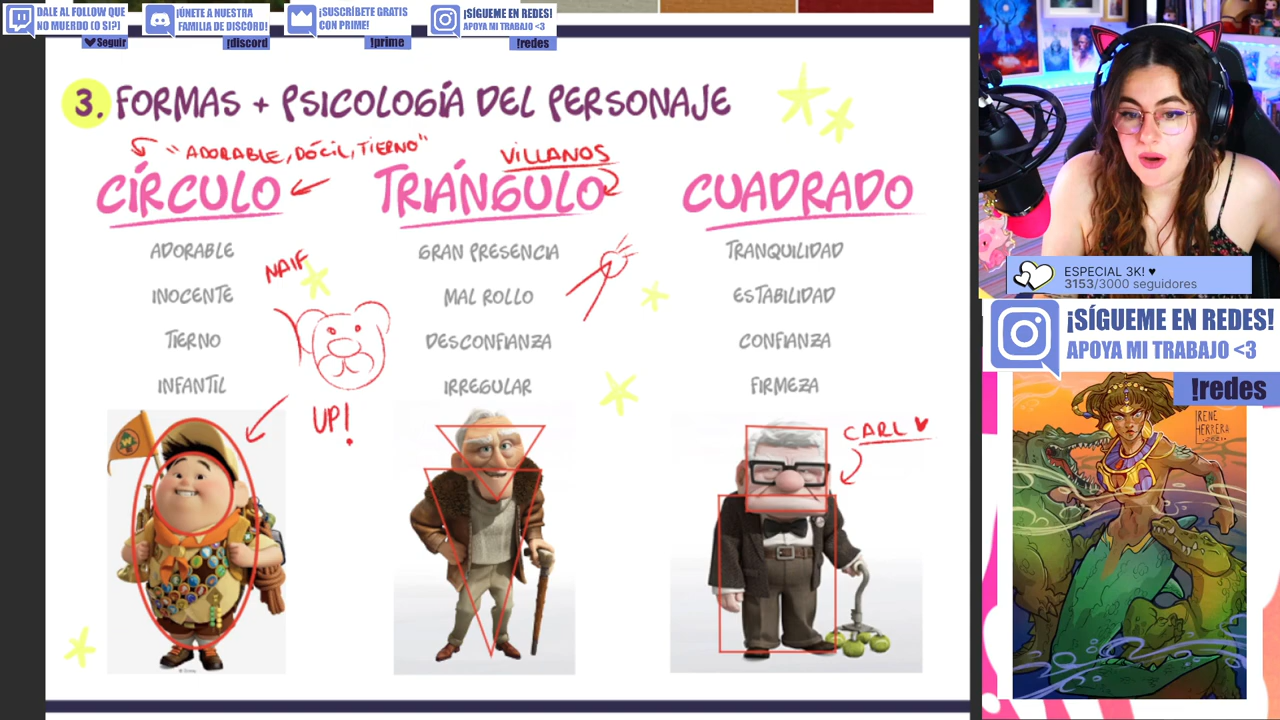 DALE AL FOLLOW QUE
NO MUERDO (O SI?)
Seguir
¡ÚNETE A NUESTRA
FAMILIA DE DISCORD!
!discord
¡SUSCRÍBETE GRATIS
CON PRIME!
!prime
¡SÍGUEME EN REDES!
APOYA MI TRABAJO <3
!redes
3. FORMAS + PSICOLOGÍA DEL PERSONAJE
"ADORABLE, DÓCIL, TIERNO"
VILLANOS
CÍRCULO
TRIÁNGULO
CUADRADO
ADORABLE
GRAN PRESENCIA
TRANQUILIDAD
NAIF
INOCENTE
MAL ROLLO
ESTABILIDAD
TIERNO
DESCONFIANZA
CONFIANZA
INFANTIL
IRREGULAR
FIRMEZA
UP!
CARL ♥
ESPECIAL 3K! ♥
3153/3000 seguidores
¡SÍGUEME EN REDES!
APOYA MI TRABAJO <3
!redes
IRENE
HERRERA